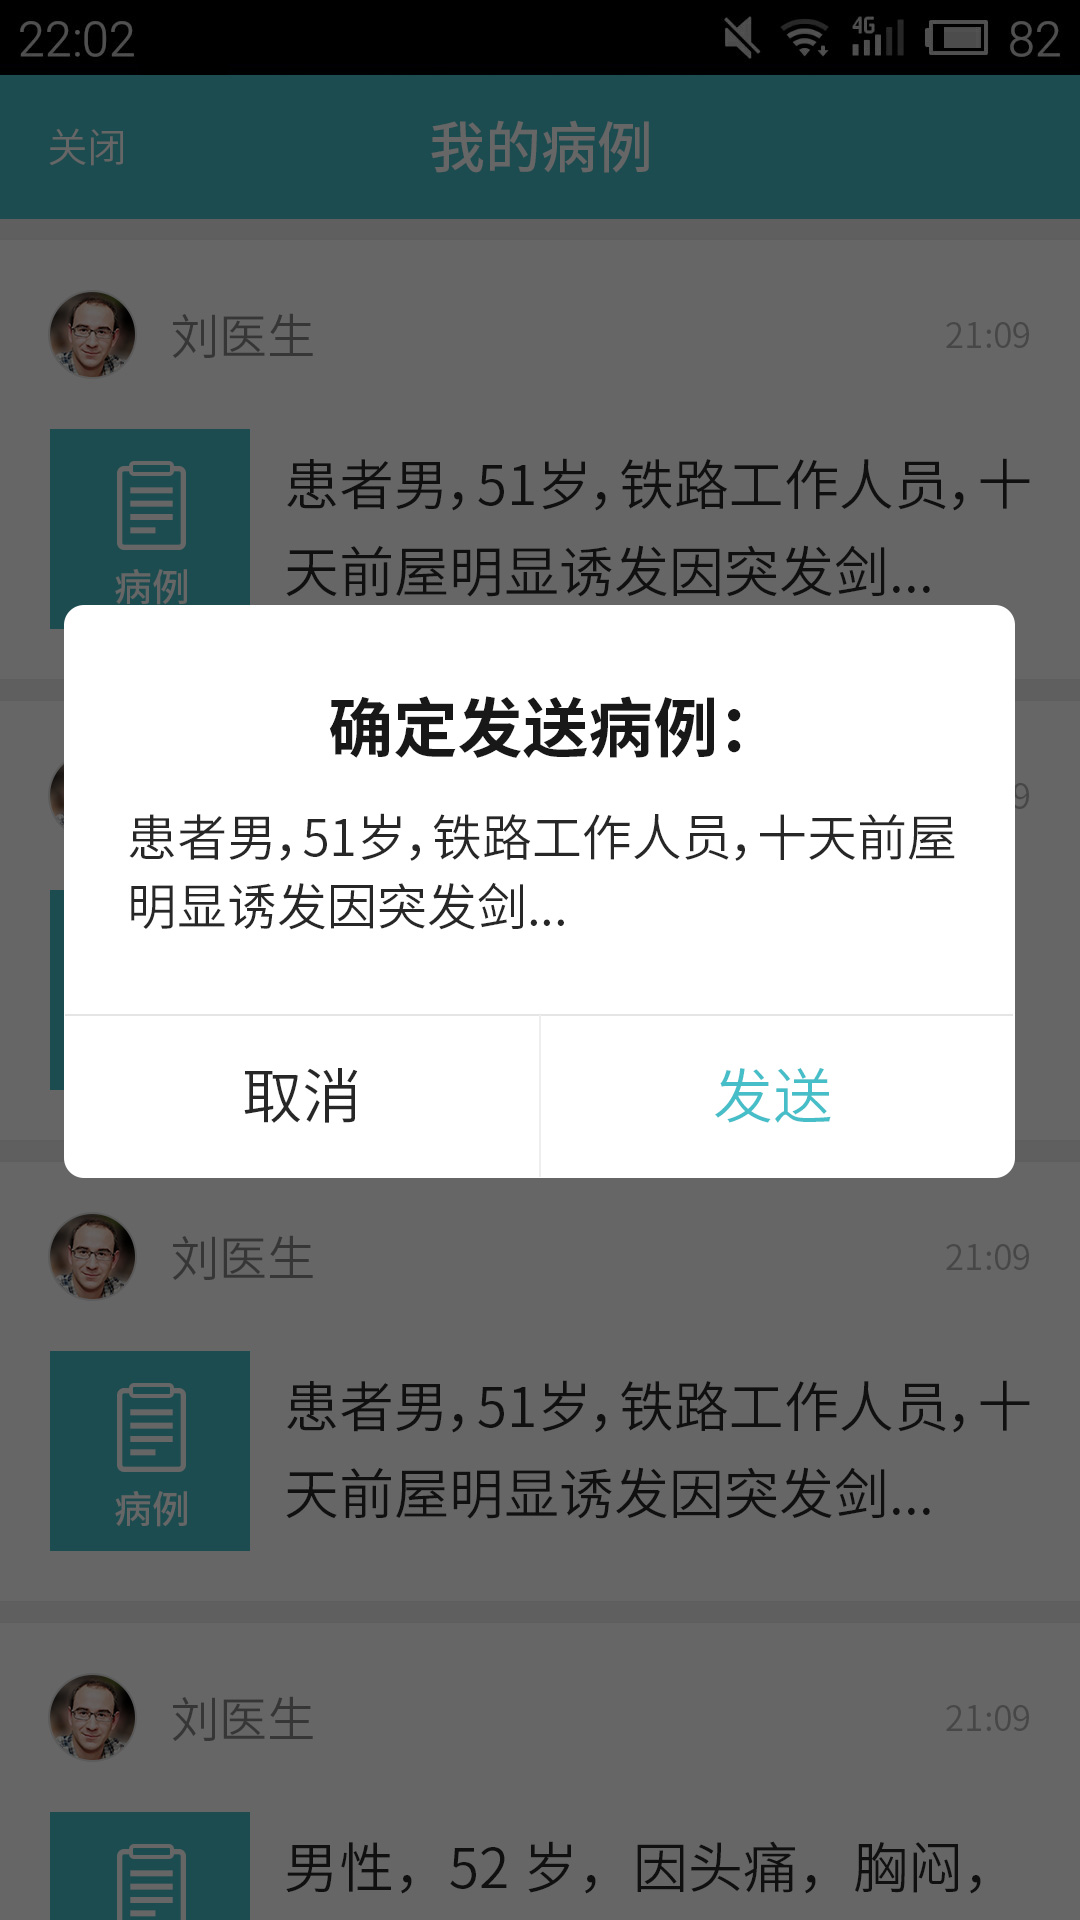 22:02
4G
82
关闭
我的病例
刘医生
21:09
患者男，51岁，铁路工作人员，十
天前屋明显诱发因突发剑...
病例
确定发送病例：
9
患者男，51岁，铁路工作人员，十天前屋
明显诱发因突发剑...
取消
发送
刘医生
21:09
患者男，51岁，铁路工作人员，十
天前屋明显诱发因突发剑...
病例
刘医生
21:09
男性，52 岁，因头痛，胸闷，